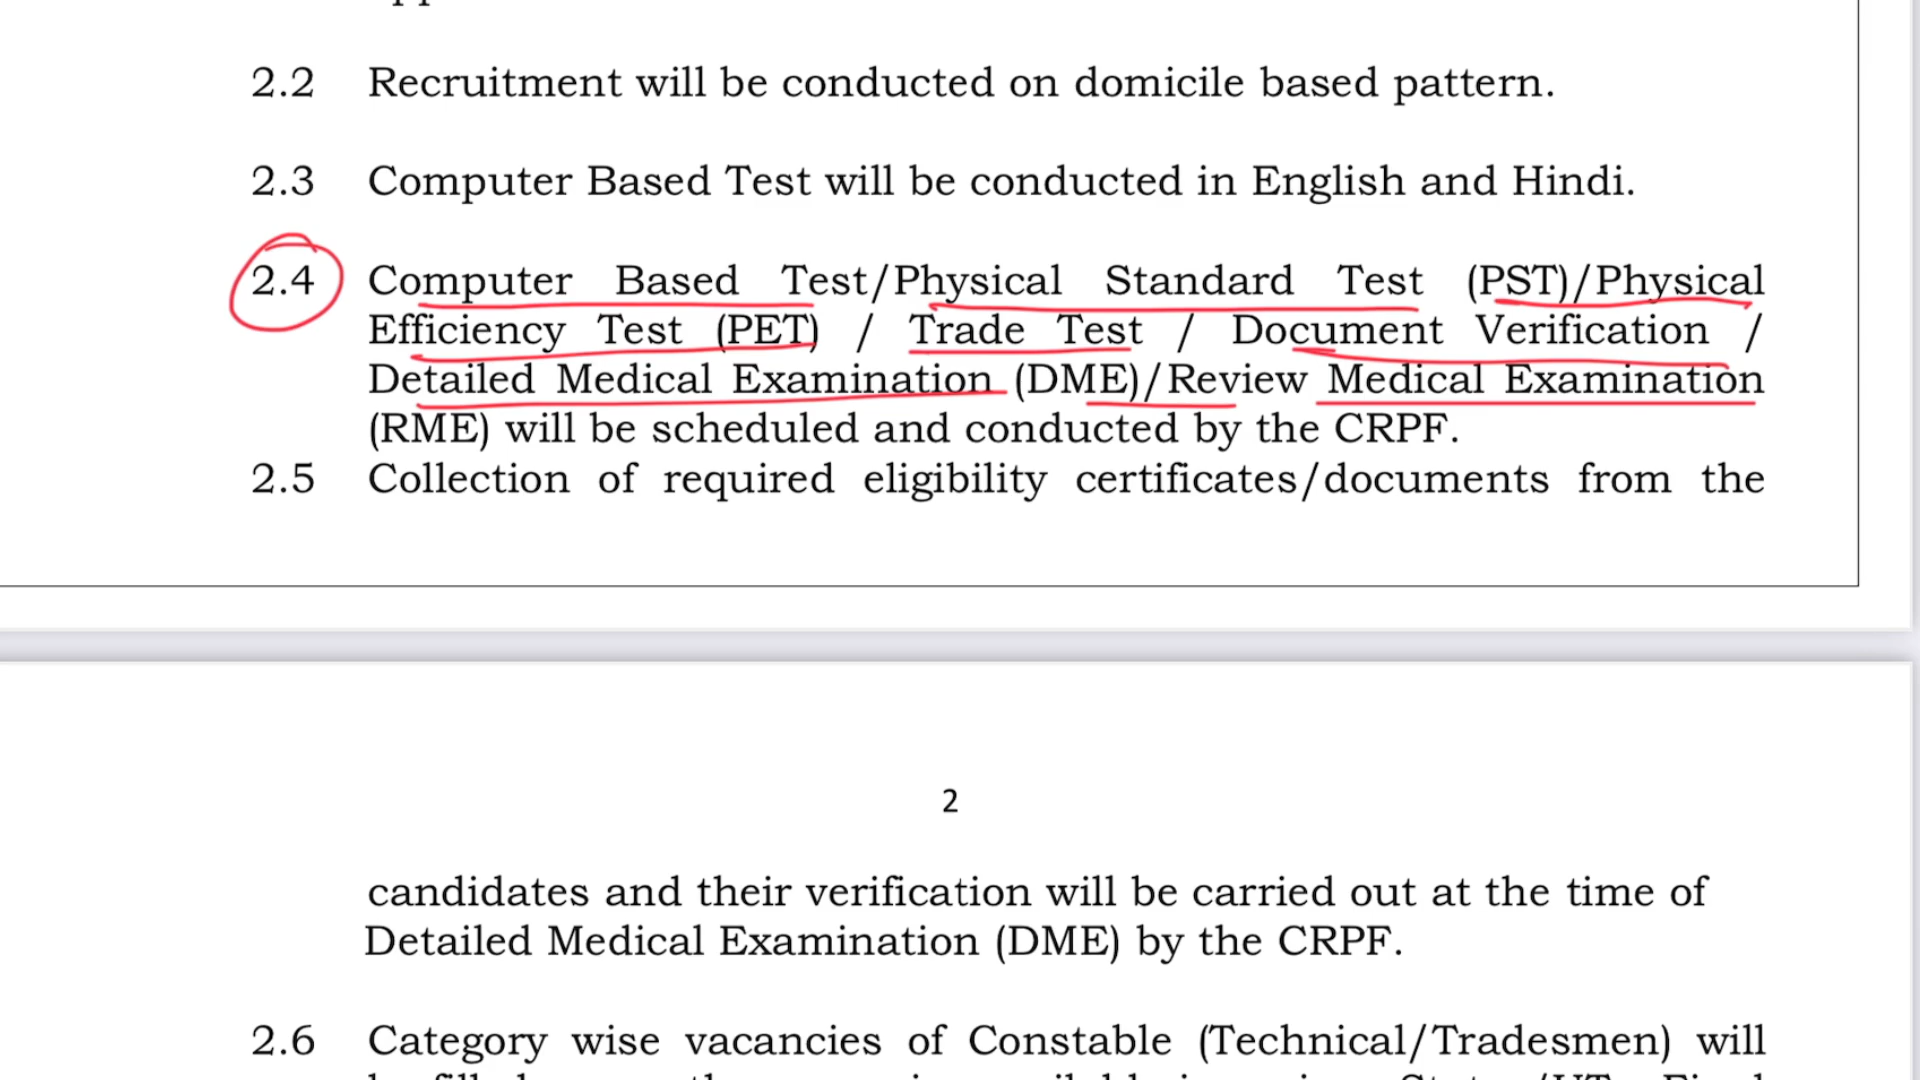 2.2 Recruitment will be conducted on domicile based pattern.
2.3 Computer Based Test will be conducted in English and Hindi.
2.4 Computer Based Test/Physical Standard Test (PST)/Physical
Efficiency Test (PET) / Trade Test / Document Verification /
Detailed Medical Examination (DME)/Review Medical Examination
(RME) will be scheduled and conducted by the CRPF.
2.5 Collection of required eligibility certificates/documents from the
2
candidates and their verification will be carried out at the time of
Detailed Medical Examination (DME) by the CRPF.
2.6 Category wise vacancies of Constable (Technical/Tradesmen) will